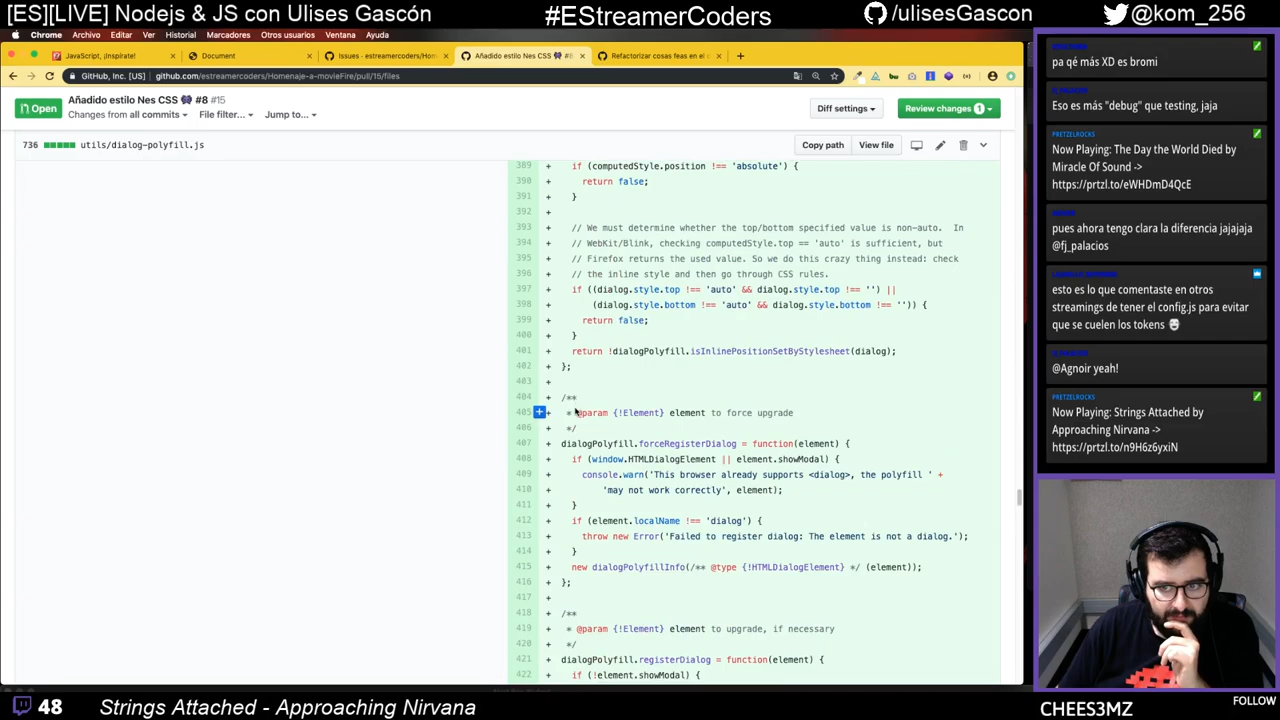 [ES][LIVE] Nodejs & JS con Ulises Gascón
#EStreamerCoders
/ulisesGascon
@kom_256
Chrome Archivo Editar Ver Historial Marcadores Otros usuarios Ventana Ayuda
JavaScript, ¡Inspírate!
Document
Issues · estreamercoders/Hom
Añadido estilo Nes CSS #8
Refactorizar cosas feas en el c
GitHub, Inc. [US]
github.com/estreamercoders/Homenaje-a-movieFire/pull/15/files
Open
Añadido estilo Nes CSS #8 #15
Changes from all commits File filter... Jump to...
Diff settings
Review changes 1
736 utils/dialog-polyfill.js
Copy path View file
389 + if (computedStyle.position !== 'absolute') {
390 + return false;
391 + }
392 +
393 + // We must determine whether the top/bottom specified value is non-auto. In
394 + // WebKit/Blink, checking computedStyle.top == 'auto' is sufficient, but
395 + // Firefox returns the used value. So we do this crazy thing instead: check
396 + // the inline style and then go through CSS rules.
397 + if ((dialog.style.top !== 'auto' && dialog.style.top !== '') ||
398 + (dialog.style.bottom !== 'auto' && dialog.style.bottom !== '')) {
399 + return false;
400 + }
401 + return !dialogPolyfill.isInlinePositionSetByStylesheet(dialog);
402 + };
403 +
404 + /**
405 + * @param {!Element} element to force upgrade
406 + */
407 + dialogPolyfill.forceRegisterDialog = function(element) {
408 + if (window.HTMLDialogElement || element.showModal) {
409 + console.warn('This browser already supports <dialog>, the polyfill ' +
410 + 'may not work correctly', element);
411 + }
412 + if (element.localName !== 'dialog') {
413 + throw new Error('Failed to register dialog: The element is not a dialog.');
414 + }
415 + new dialogPolyfillInfo(/** @type {!HTMLDialogElement} */ (element));
416 + };
417 +
418 + /**
419 + * @param {!Element} element to upgrade, if necessary
420 + */
421 + dialogPolyfill.registerDialog = function(element) {
422 + if (!element.showModal) {
pa qé más XD es bromi
Eso es más "debug" que testing, jaja
PRETZELROCKS
Now Playing: The Day the World Died by
Miracle Of Sound ->
https://prtzl.tv/eWHDmD4QcE
pues ahora tengo clara la diferencia jajajaja
@fj_palacios
esto es lo que comentaste en otros
streamings de tener el config.js para evitar
que se cuelen los tokens
@Agnoir yeah!
PRETZELROCKS
Now Playing: Strings Attached by
Approaching Nirvana ->
https://prtzl.tv/n9H6z6yxiN
48 Strings Attached - Approaching Nirvana
CHEES3MZ
FOLLOW